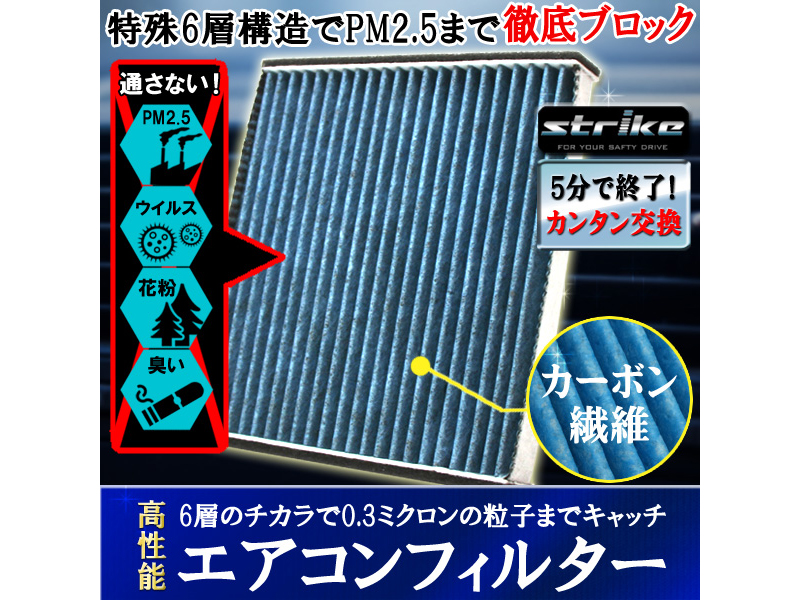 特殊6層構造でPM2.5まで徹底ブロック
通さない!
PM2.5
ウイルス
花粉
臭い
strike
FOR YOUR SAFTY DRIVE
5分で終了!
カンタン交換
カーボン
繊維
高性能
6層のチカラで0.3ミクロンの粒子までキャッチ
エアコンフィルター